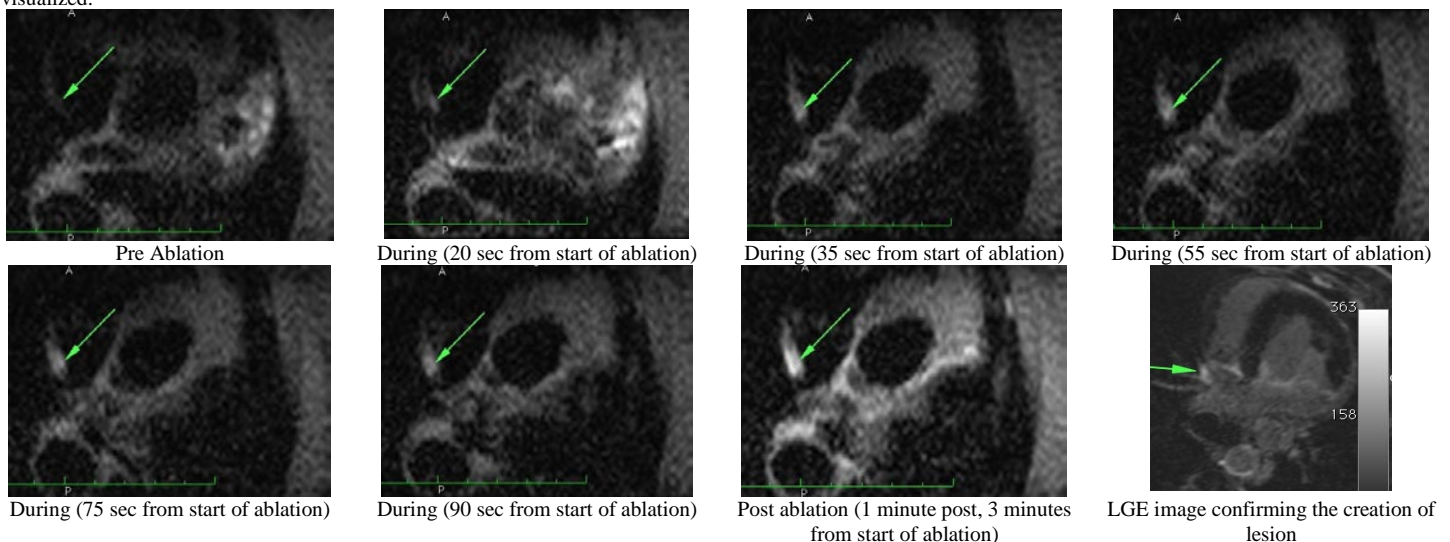 visualized.
A
A
A
A
P
P
P
P
Pre Ablation
During (20 sec from start of ablation)
During (35 sec from start of ablation)
During (55 sec from start of ablation)
A
363
158
P
P
P
During (75 sec from start of ablation)
During (90 sec from start of ablation)
Post ablation (1 minute post, 3 minutes
from start of ablation)
LGE image confirming the creation of
lesion